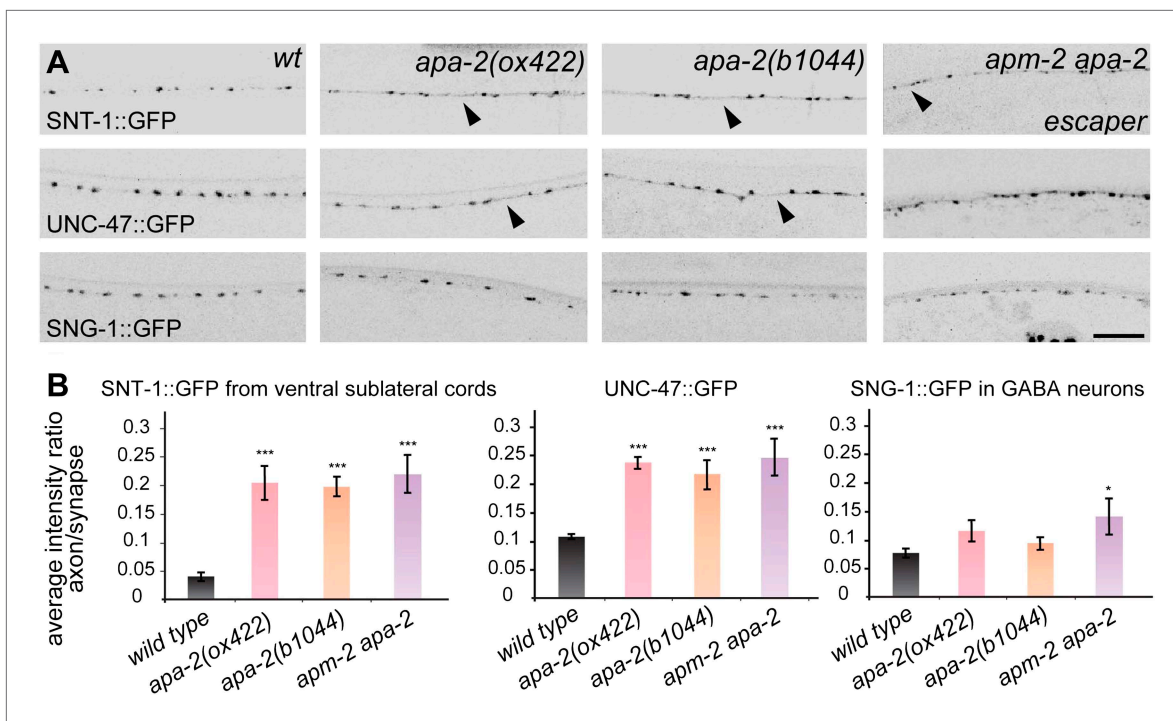 A
wt
apa-2(ox422)
apa-2(b1044)
apm-2 apa-2
SNT-1::GFP
escaper
UNC-47::GFP
SNG-1::GFP
B
SNT-1::GFP from ventral sublateral cords
UNC-47::GFP
SNG-1::GFP in GABA neurons
average intensity ratio
axon/synapse
0.3
0.25
0.2
0.15
0.1
0.05
0
***
***
***
wild type
apa-2(ox422)
apa-2(b1044)
apm-2 apa-2
0.3
0.25
0.2
0.15
0.1
0.05
0
***
***
***
wild type
apa-2(ox422)
apa-2(b1044)
apm-2 apa-2
0.3
0.25
0.2
0.15
0.1
0.05
0
*
wild type
apa-2(ox422)
apa-2(b1044)
apm-2 apa-2